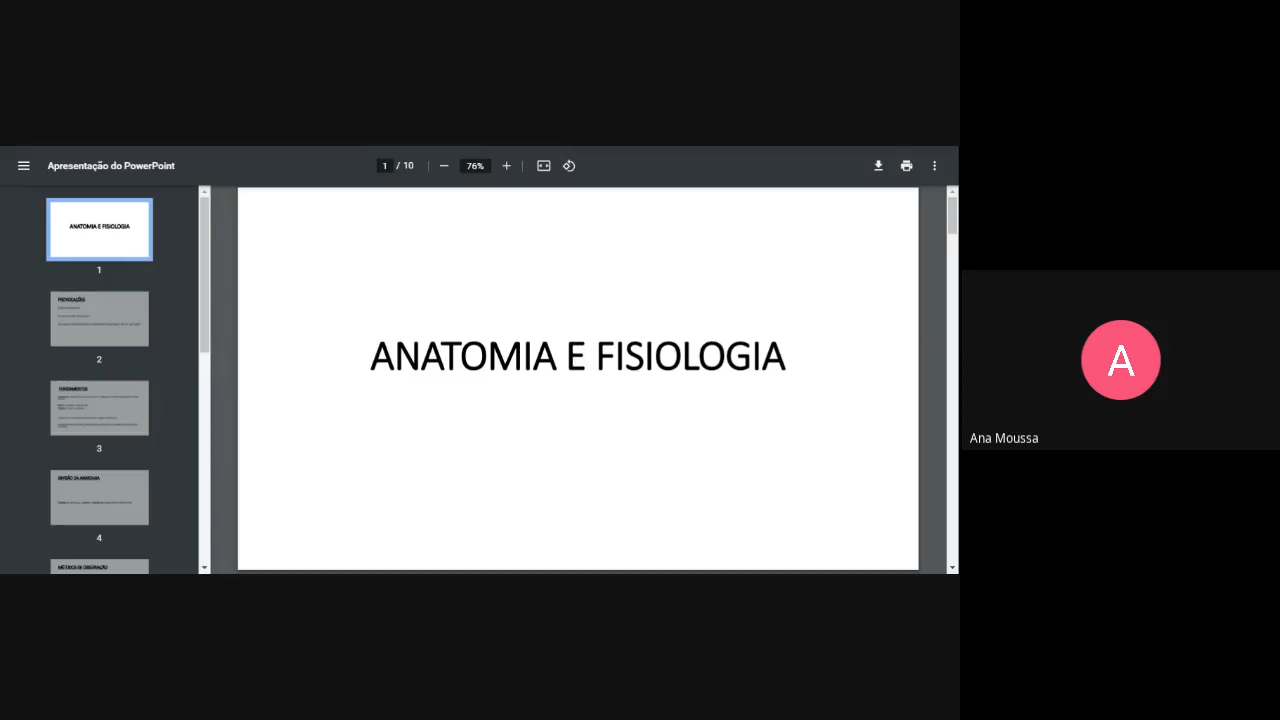 Apresentação do PowerPoint
1 / 10
76%
ANATOMIA E FISIOLOGIA
1
PROVOCAÇÕES
2
FUNDAMENTOS
3
DIVISÃO DA ANATOMIA
4
MÉTODOS DE OBSERVAÇÃO
ANATOMIA E FISIOLOGIA
A
Ana Moussa